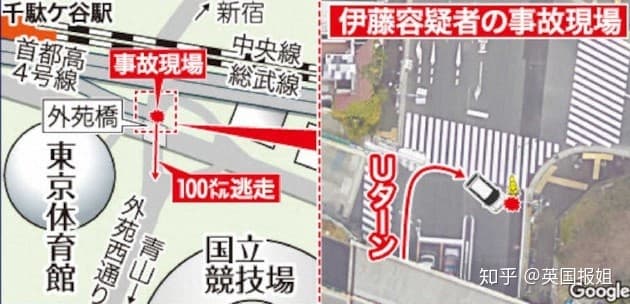 千駄ケ谷駅
↗新宿
首都高
4号線
事故現場
中央線
総武線
外苑橋
100メートル逃走
東京体育館
外苑西通り
青山
国立
競技場
伊藤容疑者の事故現場
Uターン
知乎 @英国报姐
Google